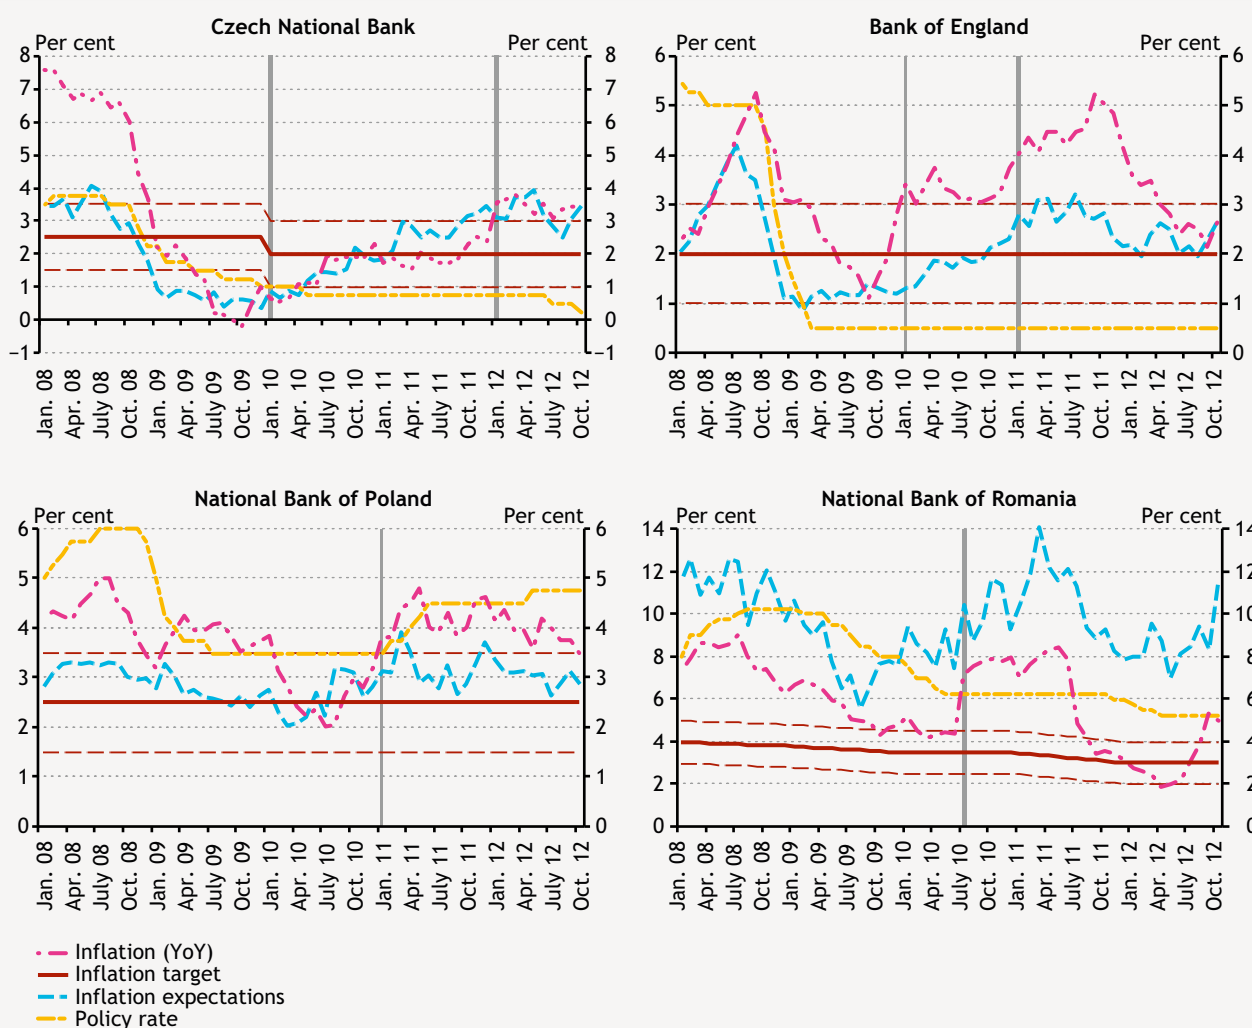 Czech National Bank
Per cent Per cent
8 8
7 7
6 6
5 5
4 4
3 3
2 2
1 1
0 0
−1 −1
Jan. 08 Apr. 08 July 08 Oct. 08 Jan. 09 Apr. 09 July 09 Oct. 09 Jan. 10 Apr. 10 July 10 Oct. 10 Jan. 11 Apr. 11 July 11 Oct. 11 Jan. 12 Apr. 12 July 12 Oct. 12
Bank of England
Per cent Per cent
6 6
5 5
4 4
3 3
2 2
1 1
0 0
Jan. 08 Apr. 08 July 08 Oct. 08 Jan. 09 Apr. 09 July 09 Oct. 09 Jan. 10 Apr. 10 July 10 Oct. 10 Jan. 11 Apr. 11 July 11 Oct. 11 Jan. 12 Apr. 12 July 12 Oct. 12
National Bank of Poland
Per cent Per cent
6 6
5 5
4 4
3 3
2 2
1 1
0 0
Jan. 08 Apr. 08 July 08 Oct. 08 Jan. 09 Apr. 09 July 09 Oct. 09 Jan. 10 Apr. 10 July 10 Oct. 10 Jan. 11 Apr. 11 July 11 Oct. 11 Jan. 12 Apr. 12 July 12 Oct. 12
National Bank of Romania
Per cent Per cent
14 14
12 12
10 10
8 8
6 6
4 4
2 2
0 0
Jan. 08 Apr. 08 July 08 Oct. 08 Jan. 09 Apr. 09 July 09 Oct. 09 Jan. 10 Apr. 10 July 10 Oct. 10 Jan. 11 Apr. 11 July 11 Oct. 11 Jan. 12 Apr. 12 July 12 Oct. 12
Inflation (YoY)
Inflation target
Inflation expectations
Policy rate